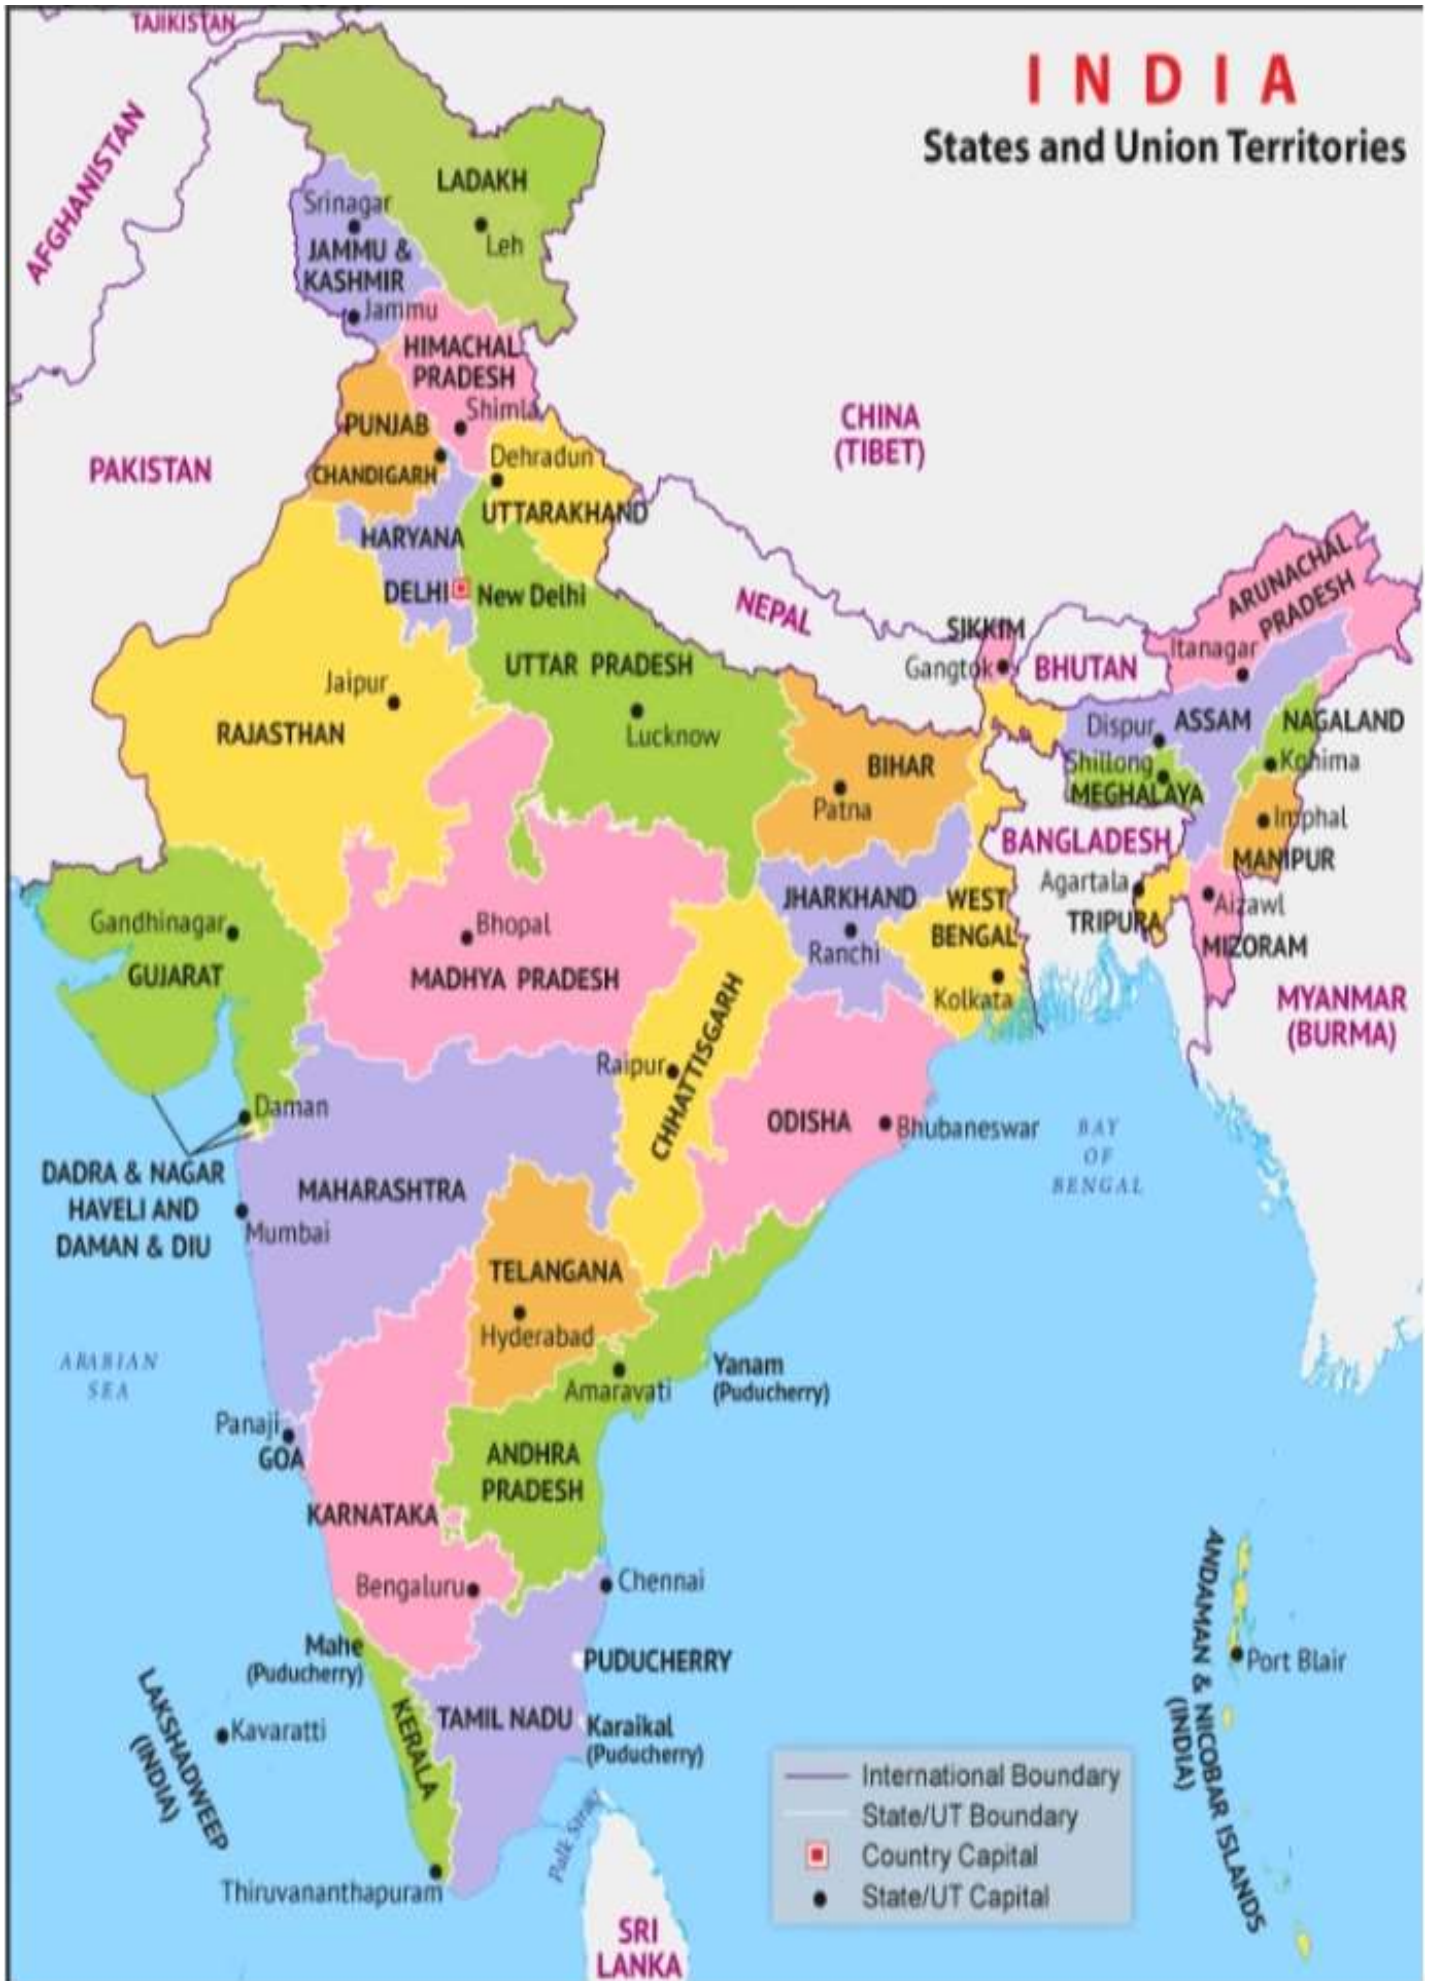 TAJIKISTAN
INDIA
States and Union Territories
AFGHANISTAN
LADAKH
Srinagar
Leh
JAMMU &
KASHMIR
Jammu
HIMACHAL
PRADESH
Shimla
PUNJAB
CHANDIGARH
Dehradun
UTTARAKHAND
PAKISTAN
CHINA
(TIBET)
HARYANA
DELHI
New Delhi
NEPAL
SIKKIM
Gangtok
BHUTAN
ARUNACHAL
PRADESH
Itanagar
UTTAR PRADESH
Lucknow
Jaipur
RAJASTHAN
BIHAR
Patna
Dispur
ASSAM
NAGALAND
Shillong
Kohima
MEGHALAYA
Imphal
BANGLADESH
MANIPUR
Agartala
Aizawl
TRIPURA
MIZORAM
MYANMAR
(BURMA)
JHARKHAND
Ranchi
WEST
BENGAL
Kolkata
Gandhinagar
GUJARAT
Bhopal
MADHYA PRADESH
CHHATTISGARH
Raipur
ODISHA
Bhubaneswar
BAY
OF
BENGAL
Daman
DADRA & NAGAR
HAVELI AND
DAMAN & DIU
MAHARASHTRA
Mumbai
TELANGANA
Hyderabad
ARABIAN
SEA
Amaravati
Yanam
(Puducherry)
Panaji
GOA
ANDHRA
PRADESH
KARNATAKA
Bengaluru
Chennai
Mahe
(Puducherry)
PUDUCHERRY
KERALA
TAMIL NADU
Karaikal
(Puducherry)
LAKSHADWEEP
(INDIA)
Kavaratti
Thiruvananthapuram
Palk Strait
SRI
LANKA
ANDAMAN & NICOBAR ISLANDS
(INDIA)
Port Blair
International Boundary
State/UT Boundary
Country Capital
State/UT Capital